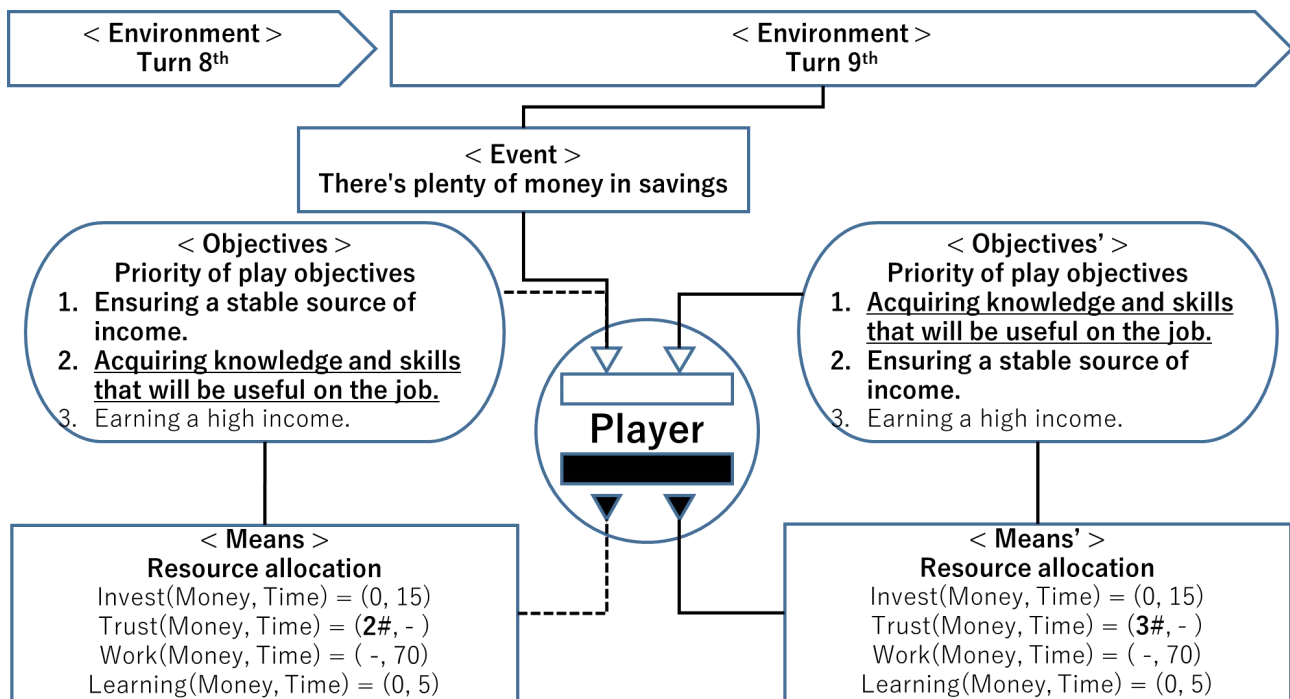 < Environment >
Turn 8th
< Environment >
Turn 9th
< Event >
There's plenty of money in savings
< Objectives >
Priority of play objectives
1. Ensuring a stable source of
income.
2. Acquiring knowledge and skills
that will be useful on the job.
3. Earning a high income.
< Objectives’ >
Priority of play objectives
1. Acquiring knowledge and skills
that will be useful on the job.
2. Ensuring a stable source of
income.
3. Earning a high income.
Player
< Means >
Resource allocation
Invest(Money, Time) = (0, 15)
Trust(Money, Time) = (2#, - )
Work(Money, Time) = ( -, 70)
Learning(Money, Time) = (0, 5)
< Means’ >
Resource allocation
Invest(Money, Time) = (0, 15)
Trust(Money, Time) = (3#, - )
Work(Money, Time) = ( -, 70)
Learning(Money, Time) = (0, 5)